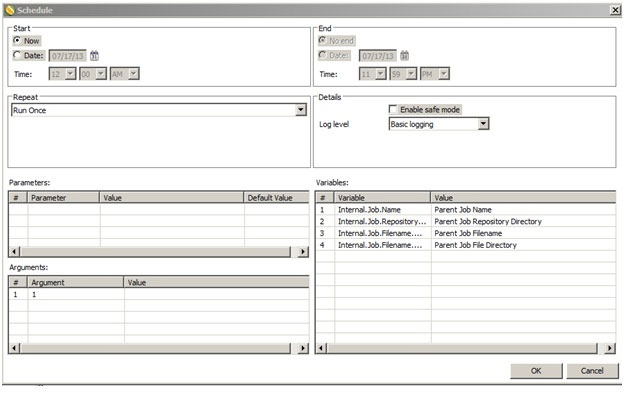 Schedule
Start
Now
Date: 07/17/13
Time: 12 00 AM
End
No end
Date: 07/17/13
Time: 11 59 PM
Repeat
Run Once
Details
Enable safe mode
Log level Basic logging
Parameters:
# Parameter Value Default Value
Arguments:
# Argument Value
1 1
Variables:
# Variable Value
1 Internal.Job.Name Parent Job Name
2 Internal.Job.Repository... Parent Job Repository Directory
3 Internal.Job.Filename.... Parent Job Filename
4 Internal.Job.Filename.... Parent Job File Directory
OK Cancel